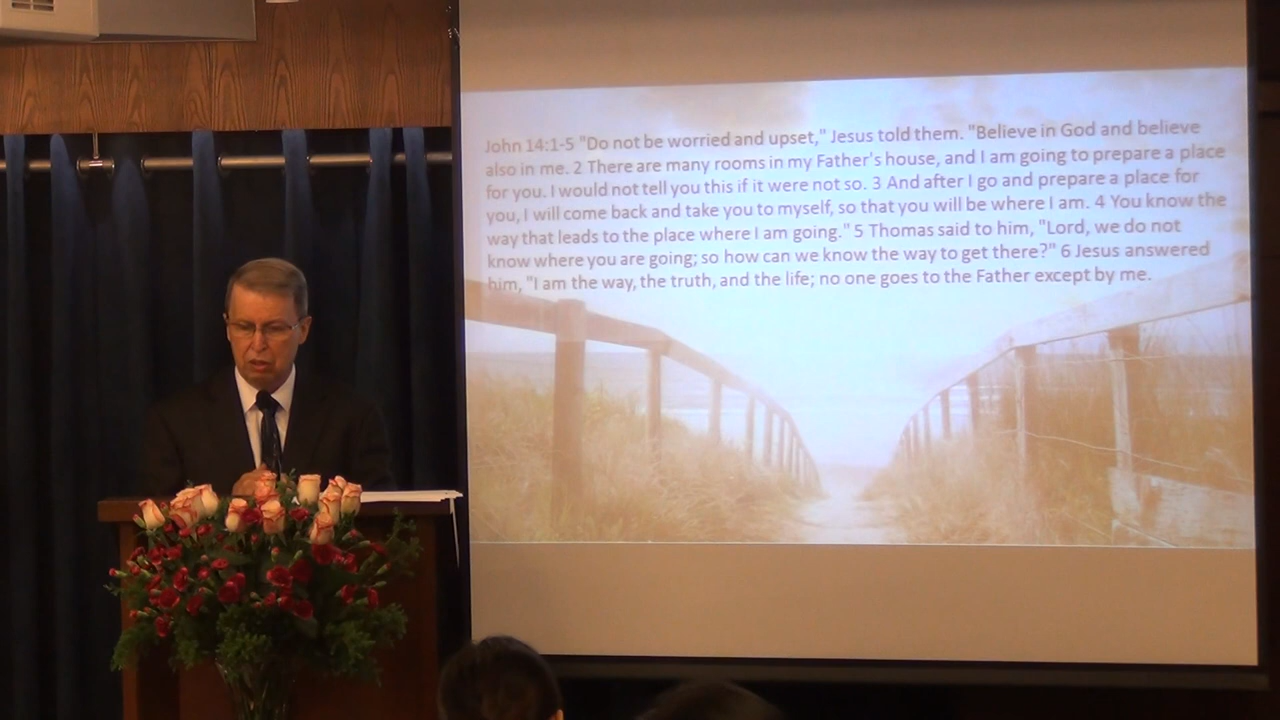 John 14:1-5 "Do not be worried and upset," Jesus told them. "Believe in God and believe
also in me. 2 There are many rooms in my Father's house, and I am going to prepare a place
for you. I would not tell you this if it were not so. 3 And after I go and prepare a place for
you, I will come back and take you to myself, so that you will be where I am. 4 You know the
way that leads to the place where I am going." 5 Thomas said to him, "Lord, we do not
know where you are going; so how can we know the way to get there?" 6 Jesus answered
him, "I am the way, the truth, and the life; no one goes to the Father except by me.